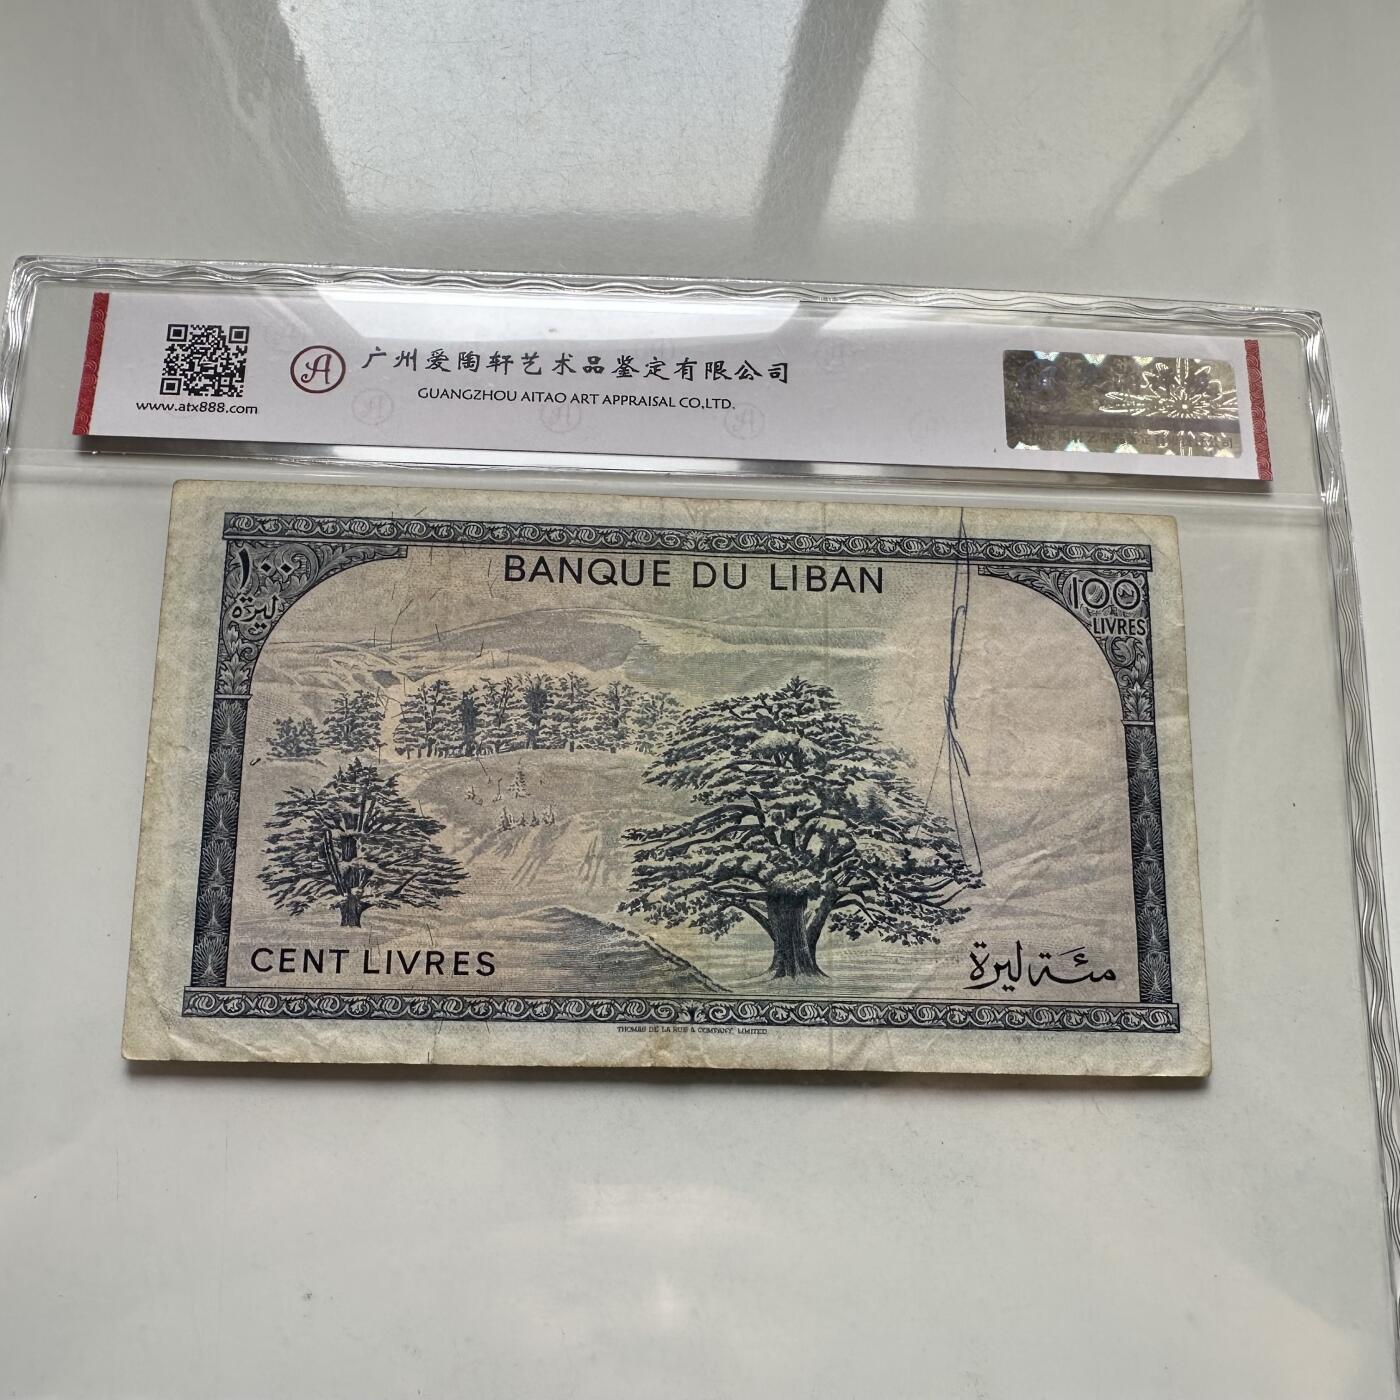 广州爱陶轩艺术品鉴定有限公司
GUANGZHOU AITAO ART APPRAISAL CO,LTD.
www.atx888.com
BANQUE DU LIBAN
١٠٠
ليرة
100
LIVRES
CENT LIVRES
مئة ليرة
THOMAS DE LA RUE & COMPANY, LIMITED